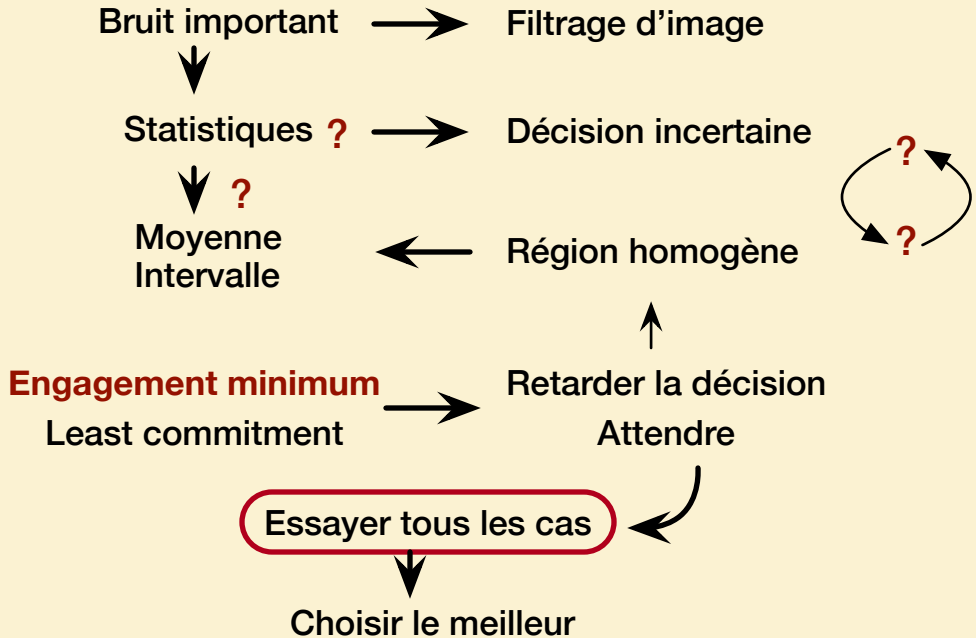 Bruit important
Filtrage d’image
Statistiques ?
Décision incertaine
?
?
Moyenne
Intervalle
Région homogène
?
Engagement minimum
Least commitment
Retarder la décision
Attendre
Essayer tous les cas
Choisir le meilleur